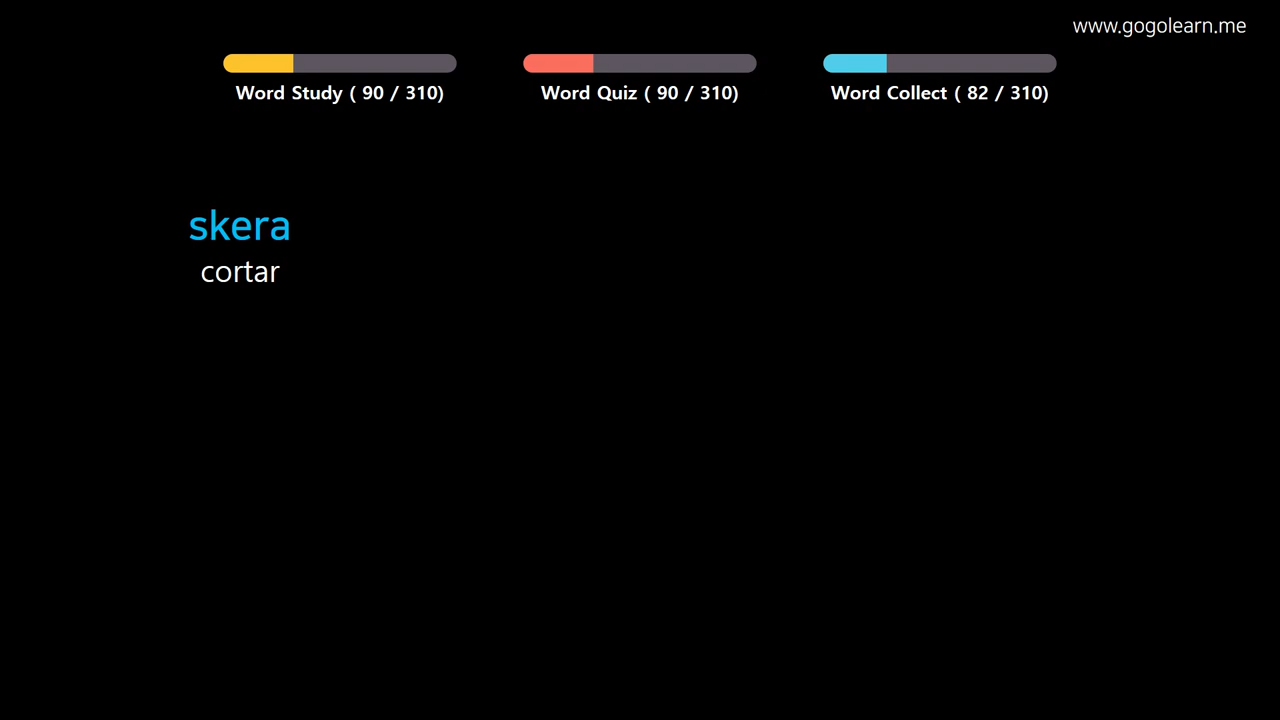 www.gogolearn.me
Word Study ( 90 / 310)
Word Quiz ( 90 / 310)
Word Collect ( 82 / 310)
skera
cortar